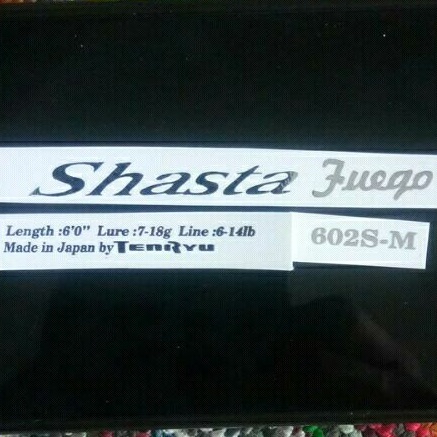 Shasta Fuego
Length :6'0" Lure :7-18g Line :6-14lb
Made in Japan by TENRYU
602S-M